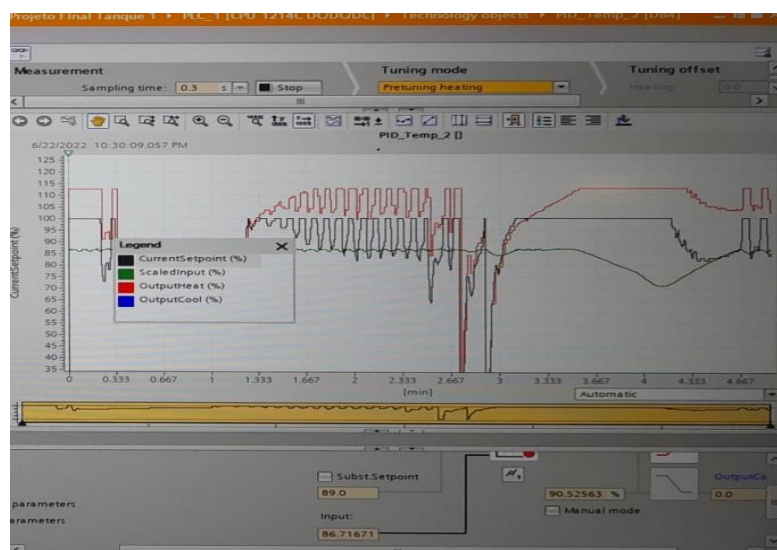 Projeto FInal Tanque 1 ▸ PLC_1 [CPU 1214C DC/DC/DC] ▸ Technology objects ▸ PID_Temp_2 [DB4]
Measurement Tuning mode Tuning offset
Sampling time: 0.3 s Stop Pretuning heating Heating: 0.0
PID_Temp_2 []
6/22/2022 10:30:09.057 PM
CurrentSetpoint (%)
125
120
115
110
105
100
95
90
85
80
75
70
65
60
55
50
45
40
35
Legend
CurrentSetpoint (%)
ScaledInput (%)
OutputHeat (%)
OutputCool (%)
0 0.333 0.667 1 1.333 1.667 2 2.333 2.667 3 3.333 3.667 4 4.333 4.667
[min]
Automatic
Subst.Setpoint
89.0
Input:
86.71671
90.52563 %
Manual mode
OutputCo
0.0
parameters
arameters